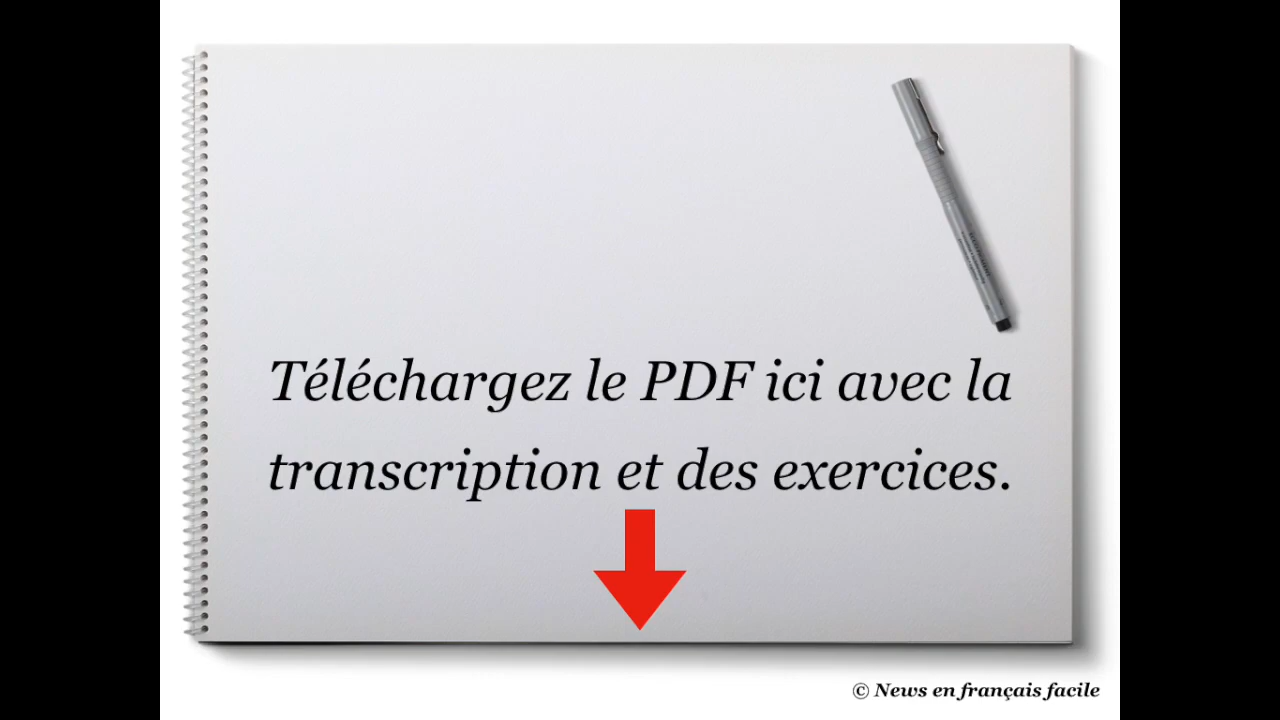 Téléchargez le PDF ici avec la
transcription et des exercices.
© News en français facile